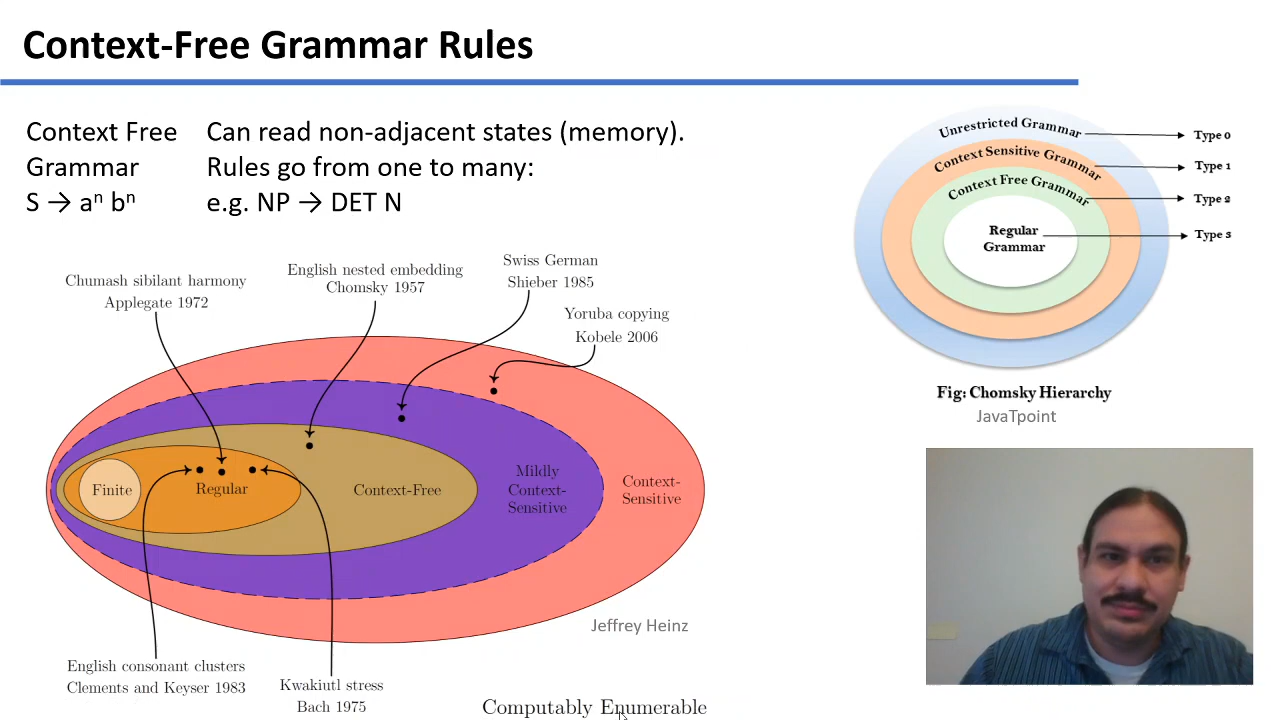 Context-Free Grammar Rules
Context Free
Grammar
S → aⁿ bⁿ
Can read non-adjacent states (memory).
Rules go from one to many:
e.g. NP → DET N
Unrestricted Grammar
Type 0
Context Sensitive Grammar
Type 1
Context Free Grammar
Type 2
Regular
Grammar
Type 3
Fig: Chomsky Hierarchy
JavaTpoint
Chumash sibilant harmony
Applegate 1972
English nested embedding
Chomsky 1957
Swiss German
Shieber 1985
Yoruba copying
Kobele 2006
Finite
Regular
Context-Free
Mildly
Context-
Sensitive
Context-
Sensitive
Jeffrey Heinz
English consonant clusters
Clements and Keyser 1983
Kwakiutl stress
Bach 1975
Computably Enumerable